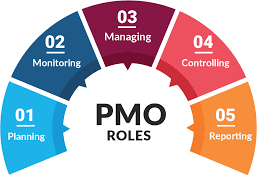 01
Planning
02
Monitoring
03
Managing
04
Controlling
05
Reporting
PMO
ROLES